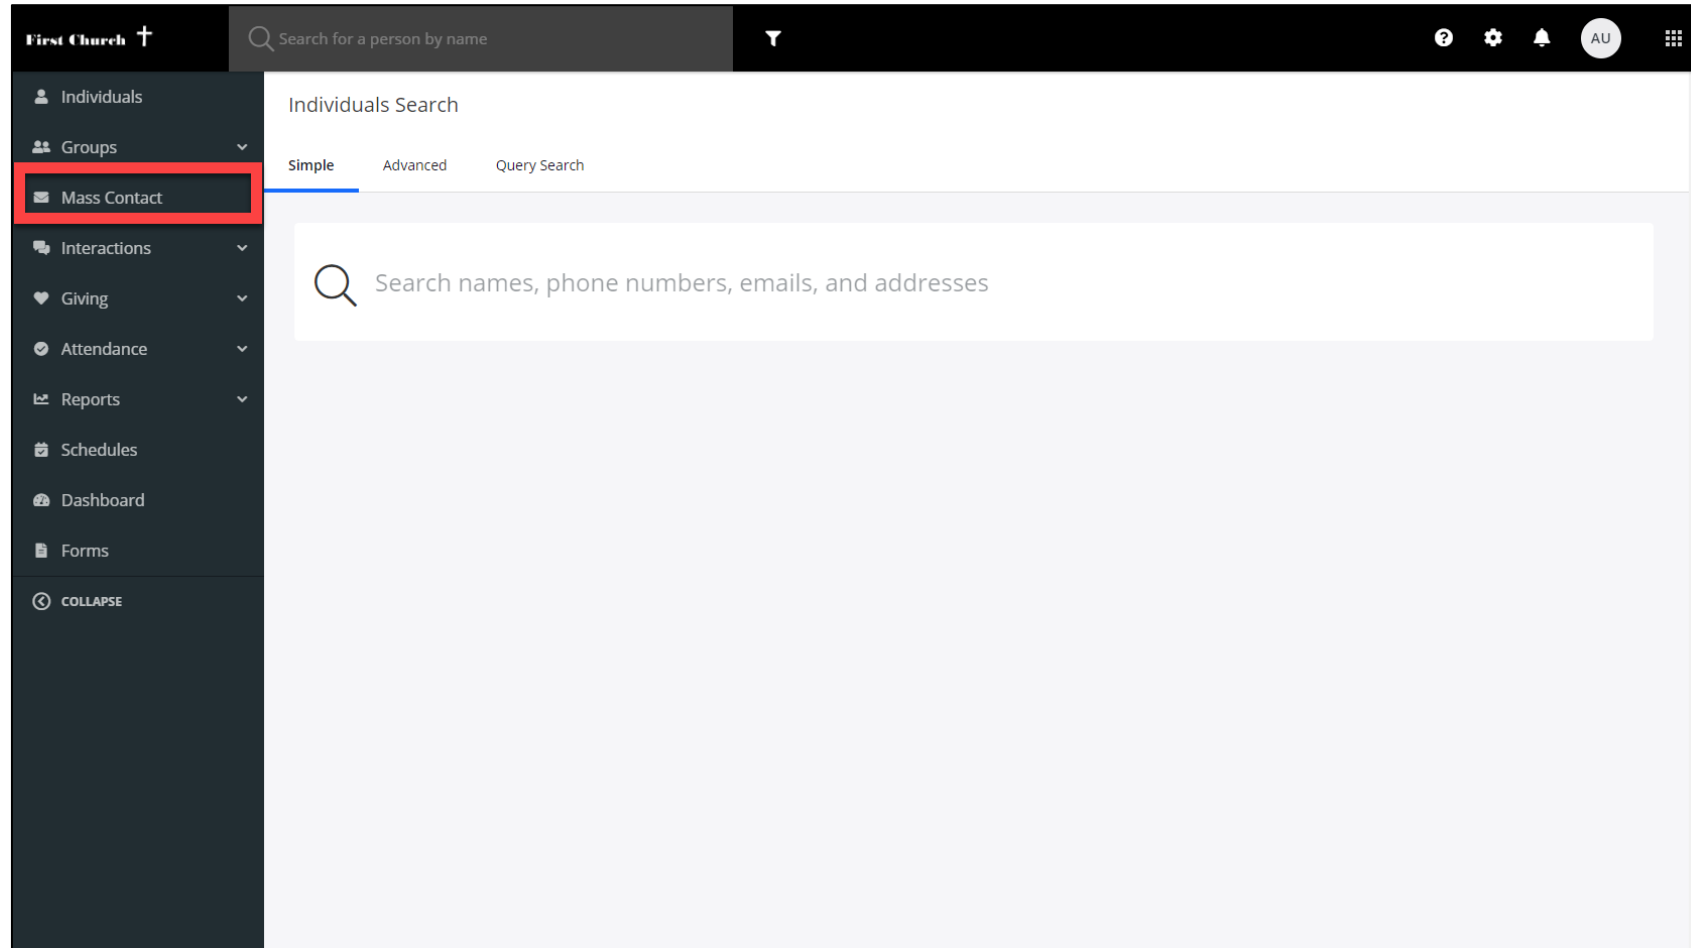 First Church
Search for a person by name
AU
Individuals
Groups
Mass Contact
Interactions
Giving
Attendance
Reports
Schedules
Dashboard
Forms
COLLAPSE
Individuals Search
Simple Advanced Query Search
Search names, phone numbers, emails, and addresses